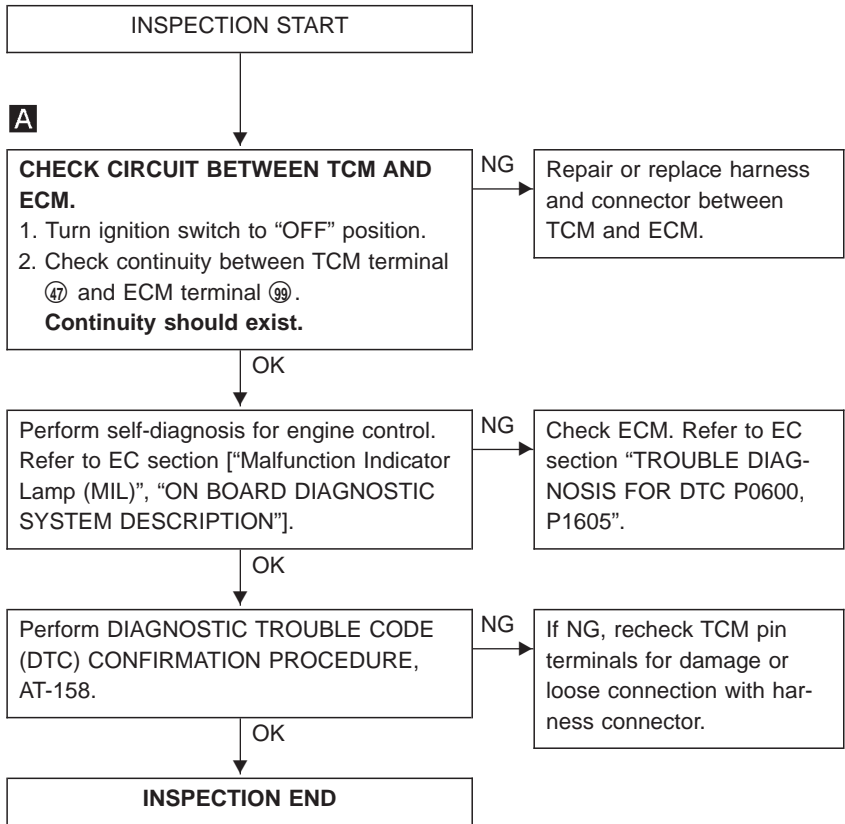 INSPECTION START
A
CHECK CIRCUIT BETWEEN TCM AND
ECM.
1. Turn ignition switch to “OFF” position.
2. Check continuity between TCM terminal
㊼ and ECM terminal 99.
Continuity should exist.
NG
Repair or replace harness
and connector between
TCM and ECM.
OK
Perform self-diagnosis for engine control.
Refer to EC section [“Malfunction Indicator
Lamp (MIL)”, “ON BOARD DIAGNOSTIC
SYSTEM DESCRIPTION”].
NG
Check ECM. Refer to EC
section “TROUBLE DIAG-
NOSIS FOR DTC P0600,
P1605”.
OK
Perform DIAGNOSTIC TROUBLE CODE
(DTC) CONFIRMATION PROCEDURE,
AT-158.
NG
If NG, recheck TCM pin
terminals for damage or
loose connection with har-
ness connector.
OK
INSPECTION END